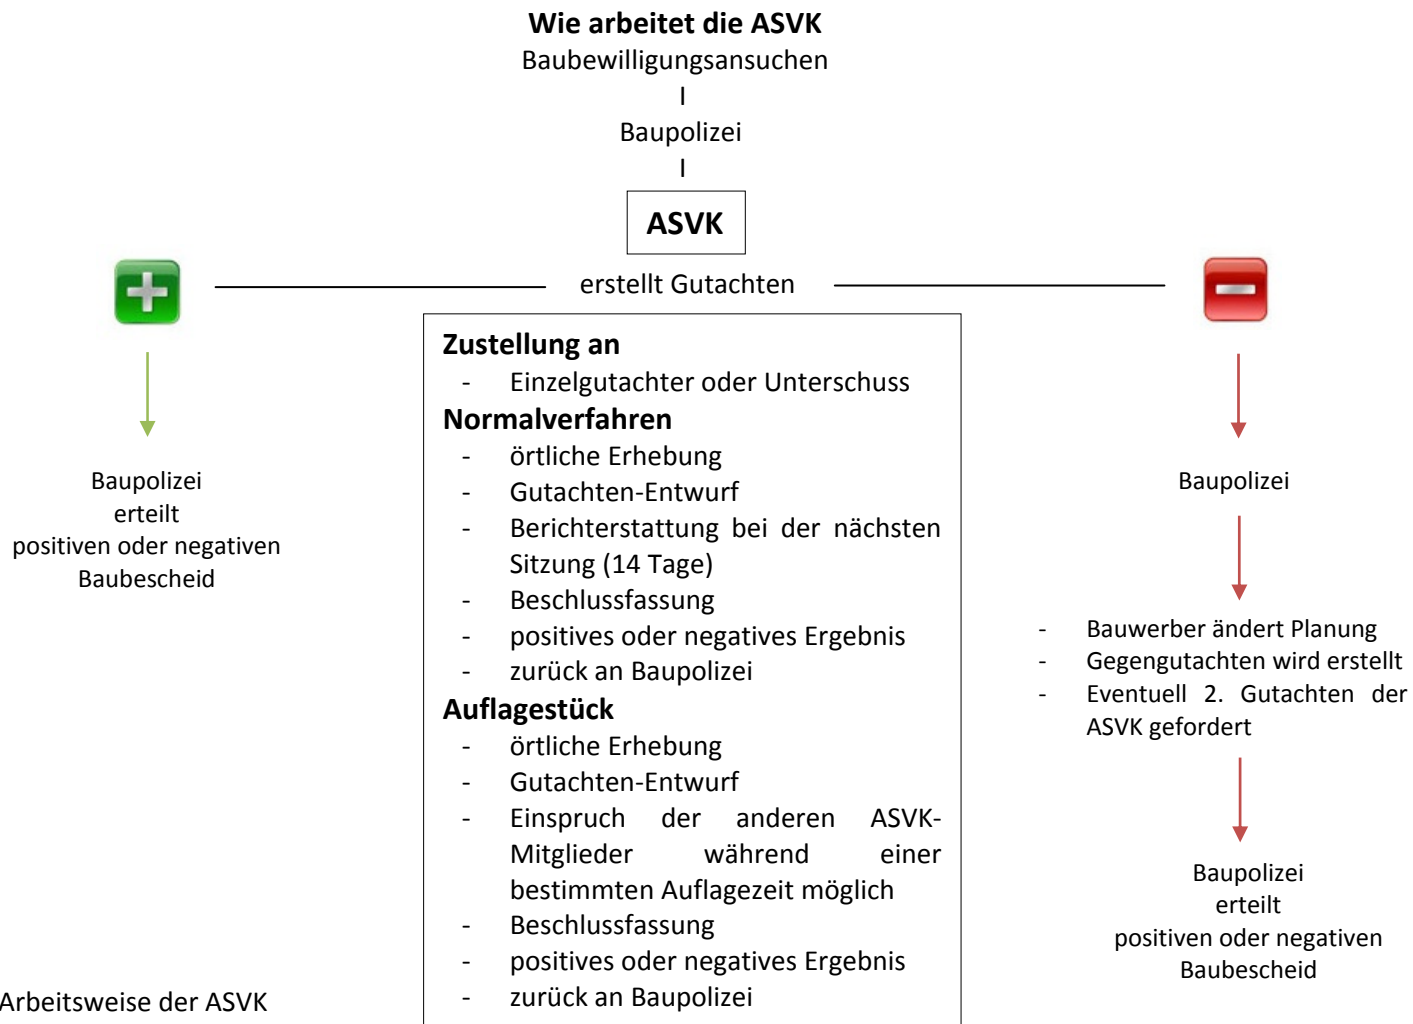 Wie arbeitet die ASVK
Baubewilligungsansuchen
I
Baupolizei
I
ASVK
erstellt Gutachten
Baupolizei
erteilt
positiven oder negativen
Baubescheid
Zustellung an
- Einzelgutachter oder Unterschuss
Normalverfahren
- örtliche Erhebung
- Gutachten-Entwurf
- Berichterstattung bei der nächsten
Sitzung (14 Tage)
- Beschlussfassung
- positives oder negatives Ergebnis
- zurück an Baupolizei
Auflagestück
- örtliche Erhebung
- Gutachten-Entwurf
- Einspruch der anderen ASVK-
Mitglieder während einer
bestimmten Auflagezeit möglich
- Beschlussfassung
- positives oder negatives Ergebnis
- zurück an Baupolizei
Baupolizei
- Bauwerber ändert Planung
- Gegengutachten wird erstellt
- Eventuell 2. Gutachten der
ASVK gefordert
Baupolizei
erteilt
positiven oder negativen
Baubescheid
Arbeitsweise der ASVK